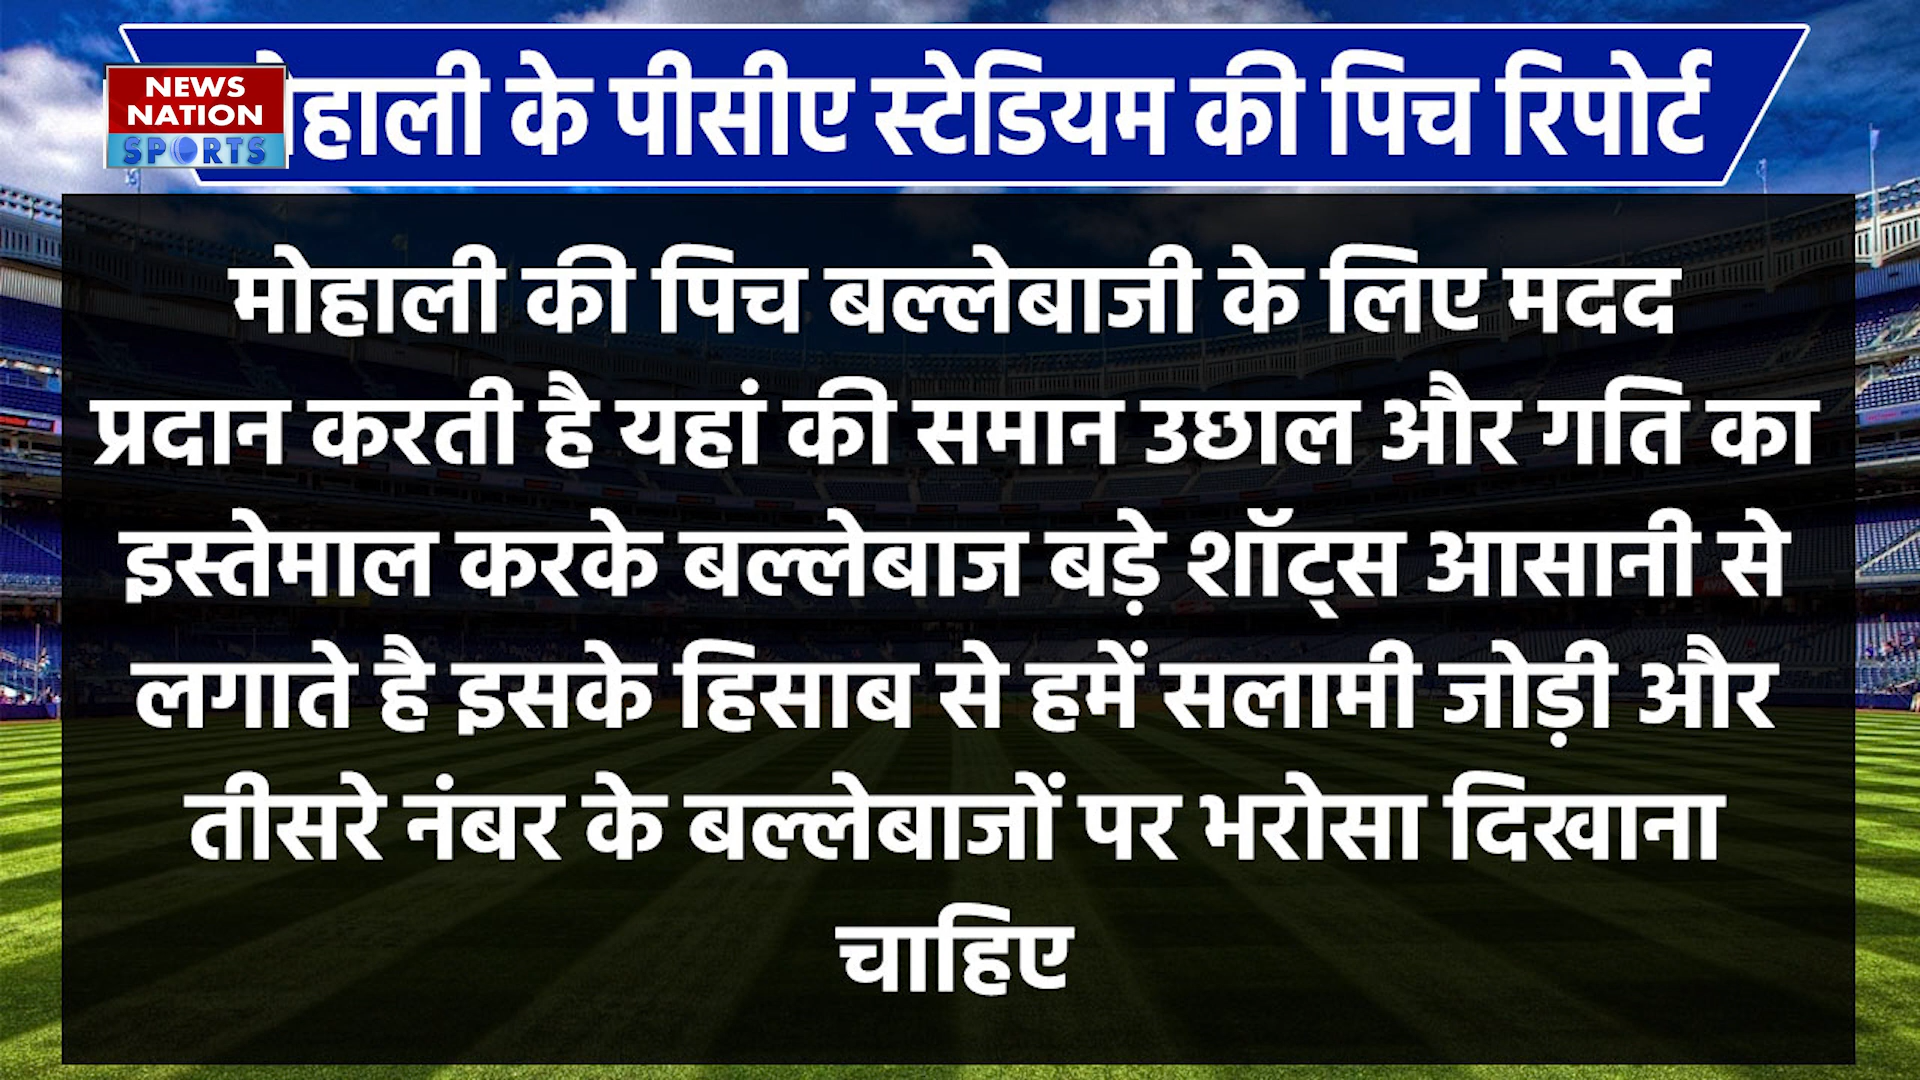 NEWS
NATION
SPORTS
के पीसीए स्टेडियम की पिच रिपोर्ट
मोहाली की पिच बल्लेबाजी के लिए मदद
प्रदान करती है यहां की समान उछाल और गति का
इस्तेमाल करके बल्लेबाज बड़े शॉट्स आसानी से
लगाते है इसके हिसाब से हमें सलामी जोड़ी और
तीसरे नंबर के बल्लेबाजों पर भरोसा दिखाना
चाहिए